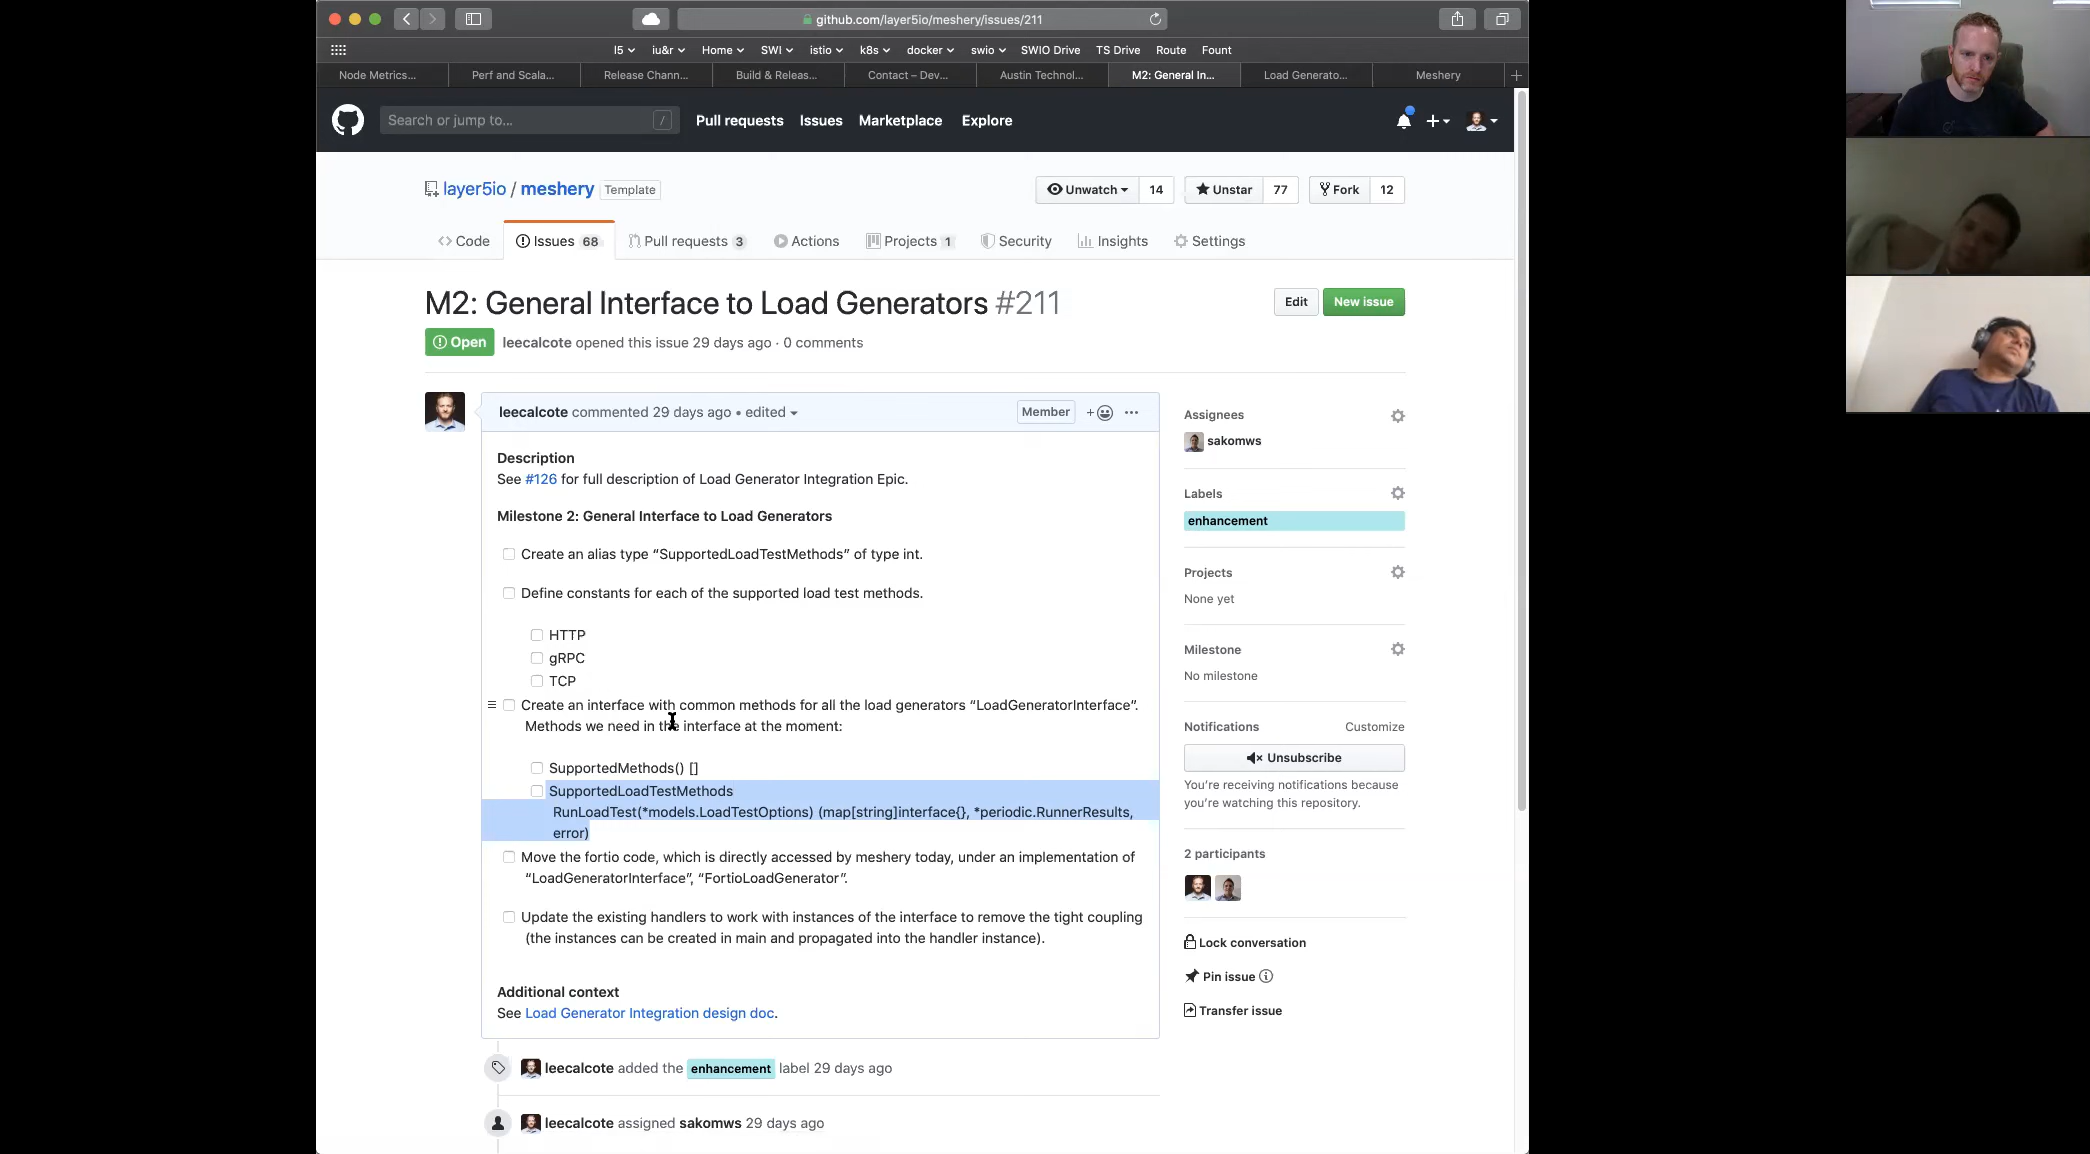 github.com/layer5io/meshery/issues/211
l5 iu&r Home SWI istio k8s docker swio SWIO Drive TS Drive Route Fount
Node Metrics... Perf and Scala... Release Chann... Build & Releas... Contact – Dev... Austin Technol... M2: General In... Load Generato... Meshery
Search or jump to... / Pull requests Issues Marketplace Explore
layer5io / meshery Template Unwatch 14 Unstar 77 Fork 12
Code Issues 68 Pull requests 3 Actions Projects 1 Security Insights Settings
M2: General Interface to Load Generators #211 Edit New issue
Open leecalcote opened this issue 29 days ago · 0 comments
leecalcote commented 29 days ago • edited Member
Description
See #126 for full description of Load Generator Integration Epic.
Milestone 2: General Interface to Load Generators
Create an alias type “SupportedLoadTestMethods” of type int.
Define constants for each of the supported load test methods.
HTTP
gRPC
TCP
Create an interface with common methods for all the load generators “LoadGeneratorInterface”.
Methods we need in the interface at the moment:
SupportedMethods() []
SupportedLoadTestMethods
RunLoadTest(*models.LoadTestOptions) (map[string]interface{}, *periodic.RunnerResults,
error)
Move the fortio code, which is directly accessed by meshery today, under an implementation of
“LoadGeneratorInterface”, “FortioLoadGenerator”.
Update the existing handlers to work with instances of the interface to remove the tight coupling
(the instances can be created in main and propagated into the handler instance).
Additional context
See Load Generator Integration design doc.
leecalcote added the enhancement label 29 days ago
leecalcote assigned sakomws 29 days ago
Assignees
sakomws
Labels
enhancement
Projects
None yet
Milestone
No milestone
Notifications Customize
Unsubscribe
You’re receiving notifications because
you’re watching this repository.
2 participants
Lock conversation
Pin issue
Transfer issue